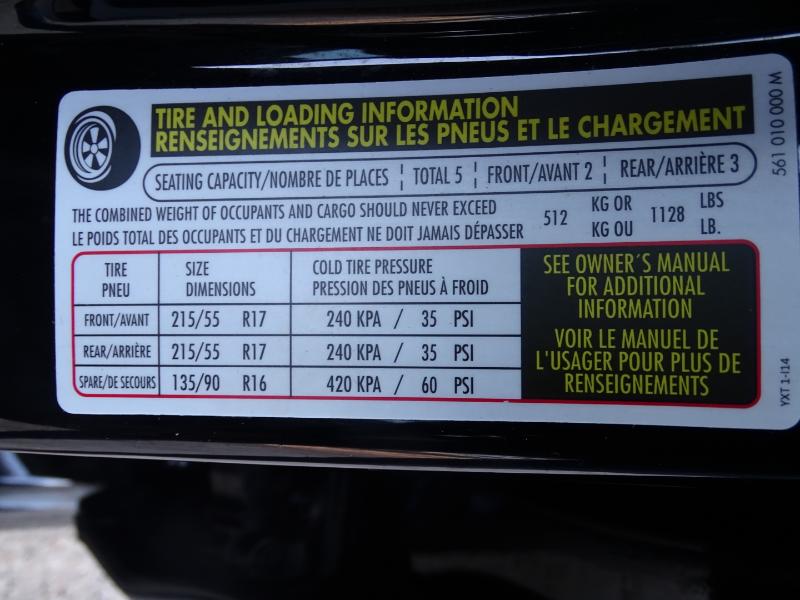 TIRE AND LOADING INFORMATION
RENSEIGNEMENTS SUR LES PNEUS ET LE CHARGEMENT
SEATING CAPACITY/NOMBRE DE PLACES ¦ TOTAL 5 ¦ FRONT/AVANT 2 ¦ REAR/ARRIÈRE 3
THE COMBINED WEIGHT OF OCCUPANTS AND CARGO SHOULD NEVER EXCEED 512 KG OR 1128 LBS
LE POIDS TOTAL DES OCCUPANTS ET DU CHARGEMENT NE DOIT JAMAIS DÉPASSER KG OU LB.
TIRE SIZE COLD TIRE PRESSURE
PNEU DIMENSIONS PRESSION DES PNEUS À FROID
FRONT/AVANT 215/55 R17 240 KPA / 35 PSI
REAR/ARRIÈRE 215/55 R17 240 KPA / 35 PSI
SPARE/DE SECOURS 135/90 R16 420 KPA / 60 PSI
SEE OWNER´S MANUAL
FOR ADDITIONAL
INFORMATION
VOIR LE MANUEL DE
L'USAGER POUR PLUS DE
RENSEIGNEMENTS
561 010 000 M
YXT 1-I14